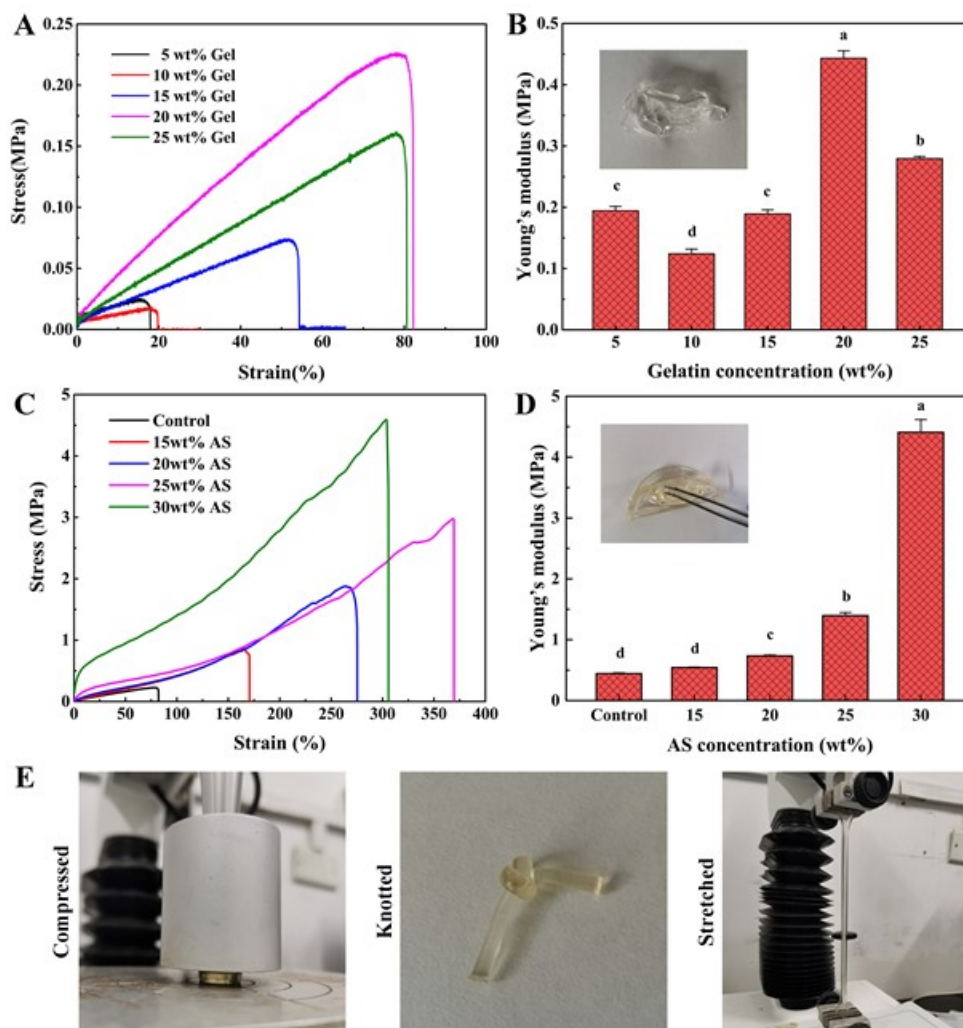 A
0.25
0.20
0.15
0.10
0.05
0.00
Stress(MPa)
5 wt% Gel
10 wt% Gel
15 wt% Gel
20 wt% Gel
25 wt% Gel
0 20 40 60 80 100
Strain(%)
B
0.5
0.4
0.3
0.2
0.1
0.0
Young's modulus (MPa)
c
d
c
a
b
5 10 15 20 25
Gelatin concentration (wt%)
C
5
4
3
2
1
0
Stress (MPa)
Control
15wt% AS
20wt% AS
25wt% AS
30wt% AS
0 50 100 150 200 250 300 350 400
Strain (%)
D
5
4
3
2
1
0
Young's modulus (MPa)
d
d
c
b
a
Control 15 20 25 30
AS concentration (wt%)
E
Compressed
Knotted
Stretched